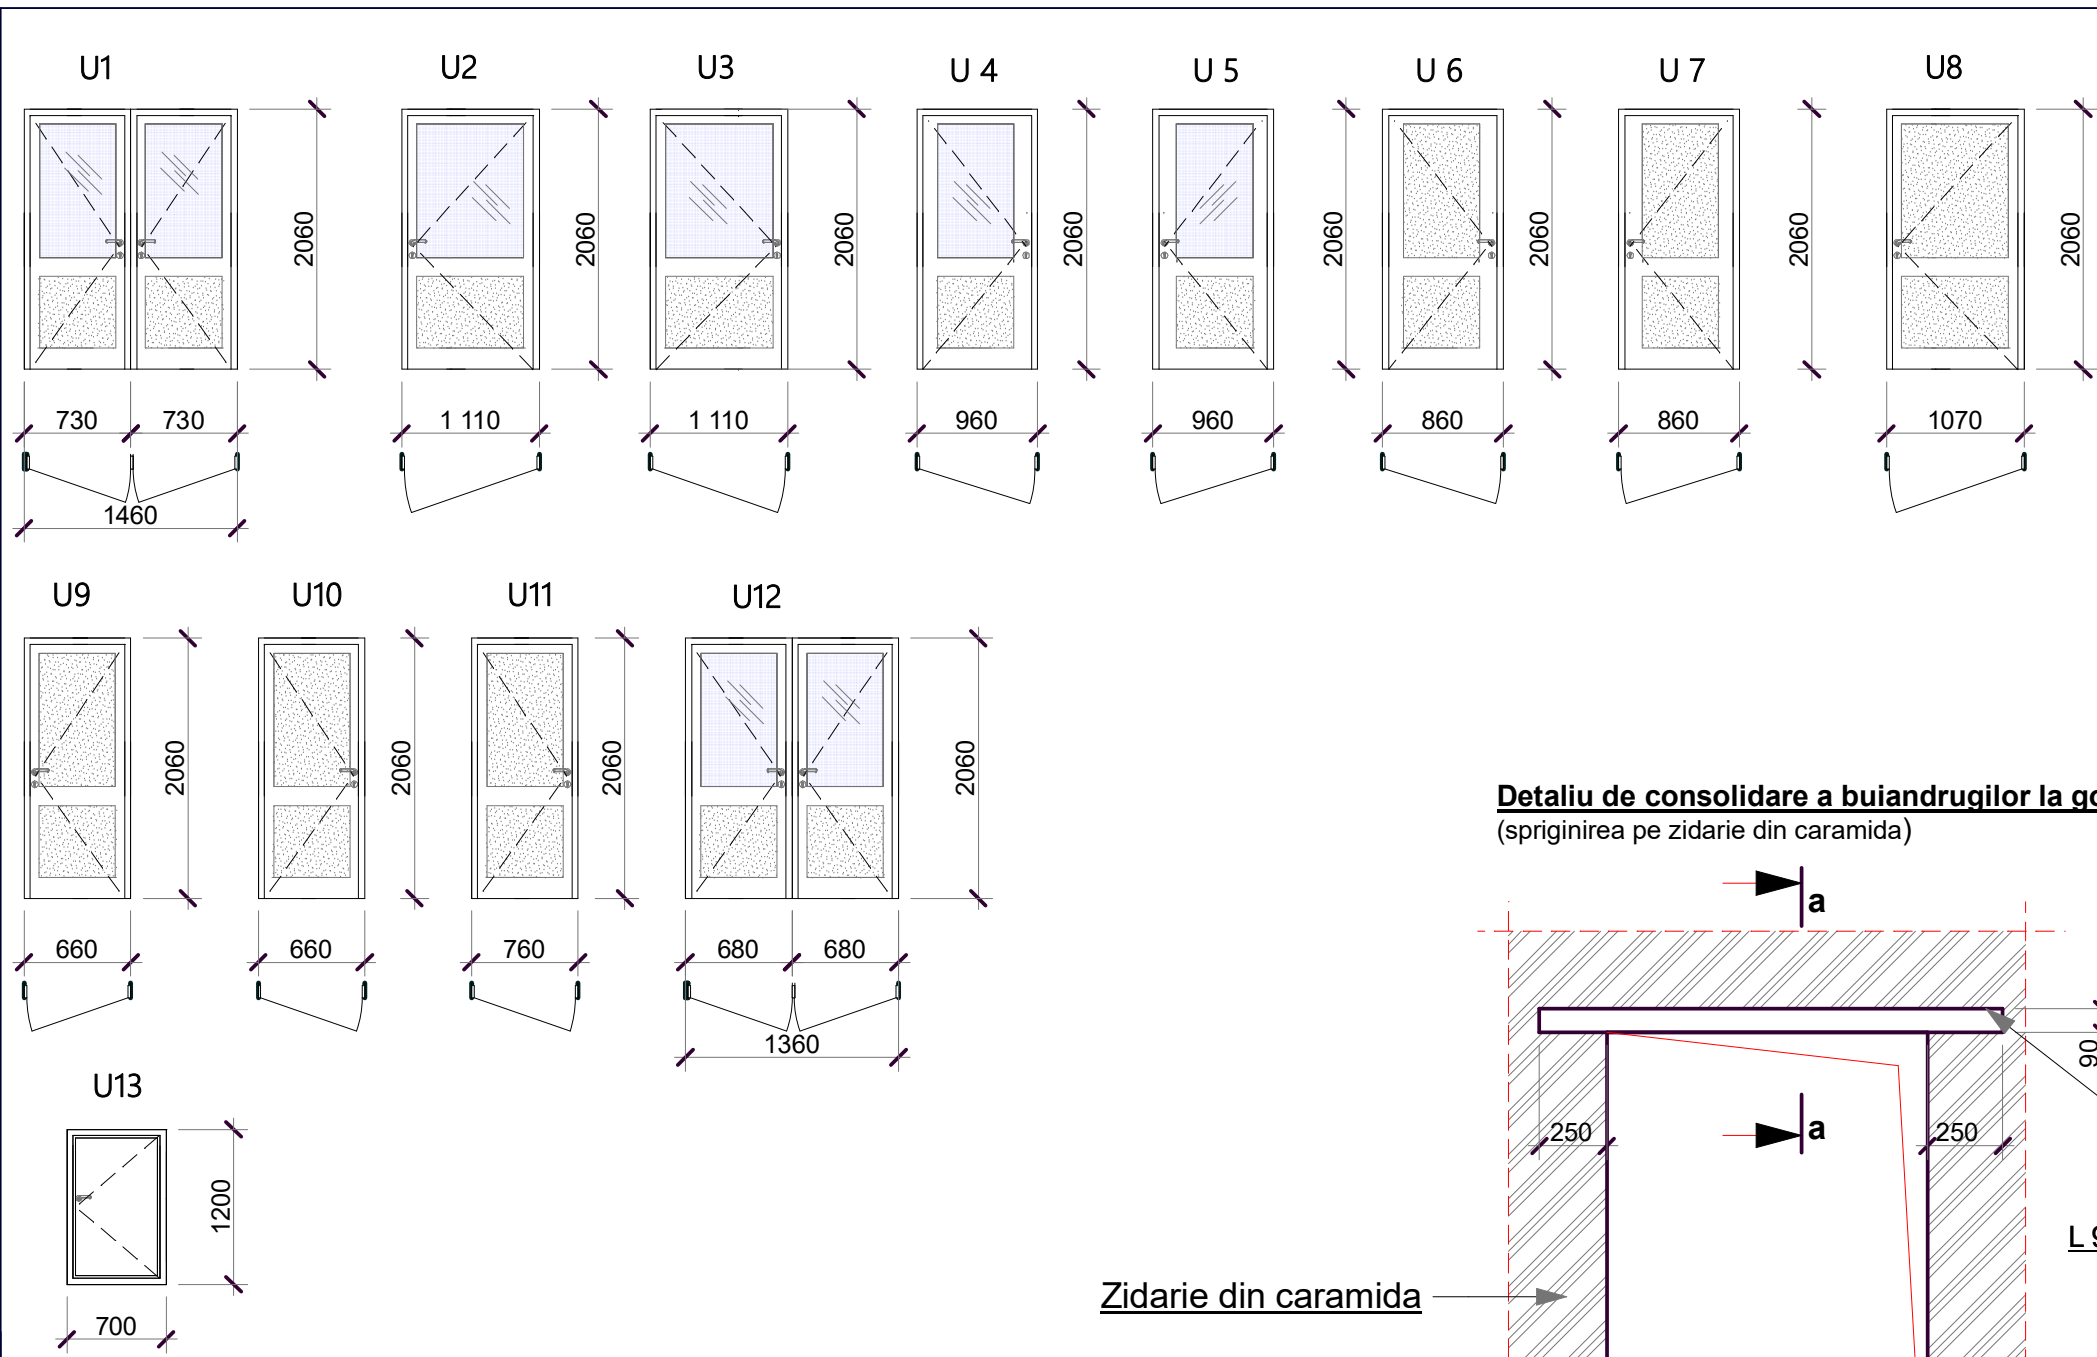 U1 U2 U3 U 4 U 5 U 6 U 7 U8
2060 2060 2060 2060 2060 2060 2060 2060
730 730 1 110 1 110 960 960 860 860 1070
1460
U9 U10 U11 U12
2060 2060 2060 2060
660 660 760 680 680
1360
U13
1200
700
Detaliu de consolidare a buiandrugilor la
(spriginirea pe zidarie din caramida)
a
90
a
250 250
Zidarie din caramida